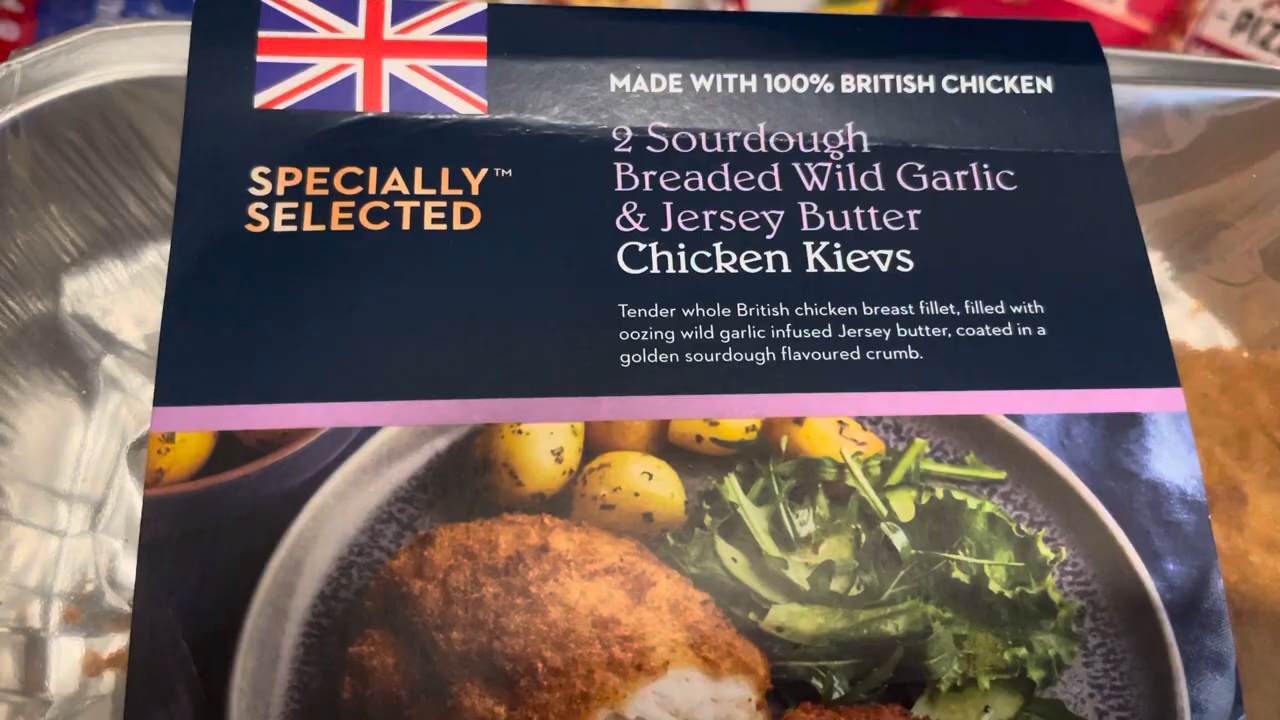 MADE WITH 100% BRITISH CHICKEN
SPECIALLY™
SELECTED
2 Sourdough
Breaded Wild Garlic
& Jersey Butter
Chicken Kievs
Tender whole British chicken breast fillet, filled with
oozing wild garlic infused Jersey butter, coated in a
golden sourdough flavoured crumb.